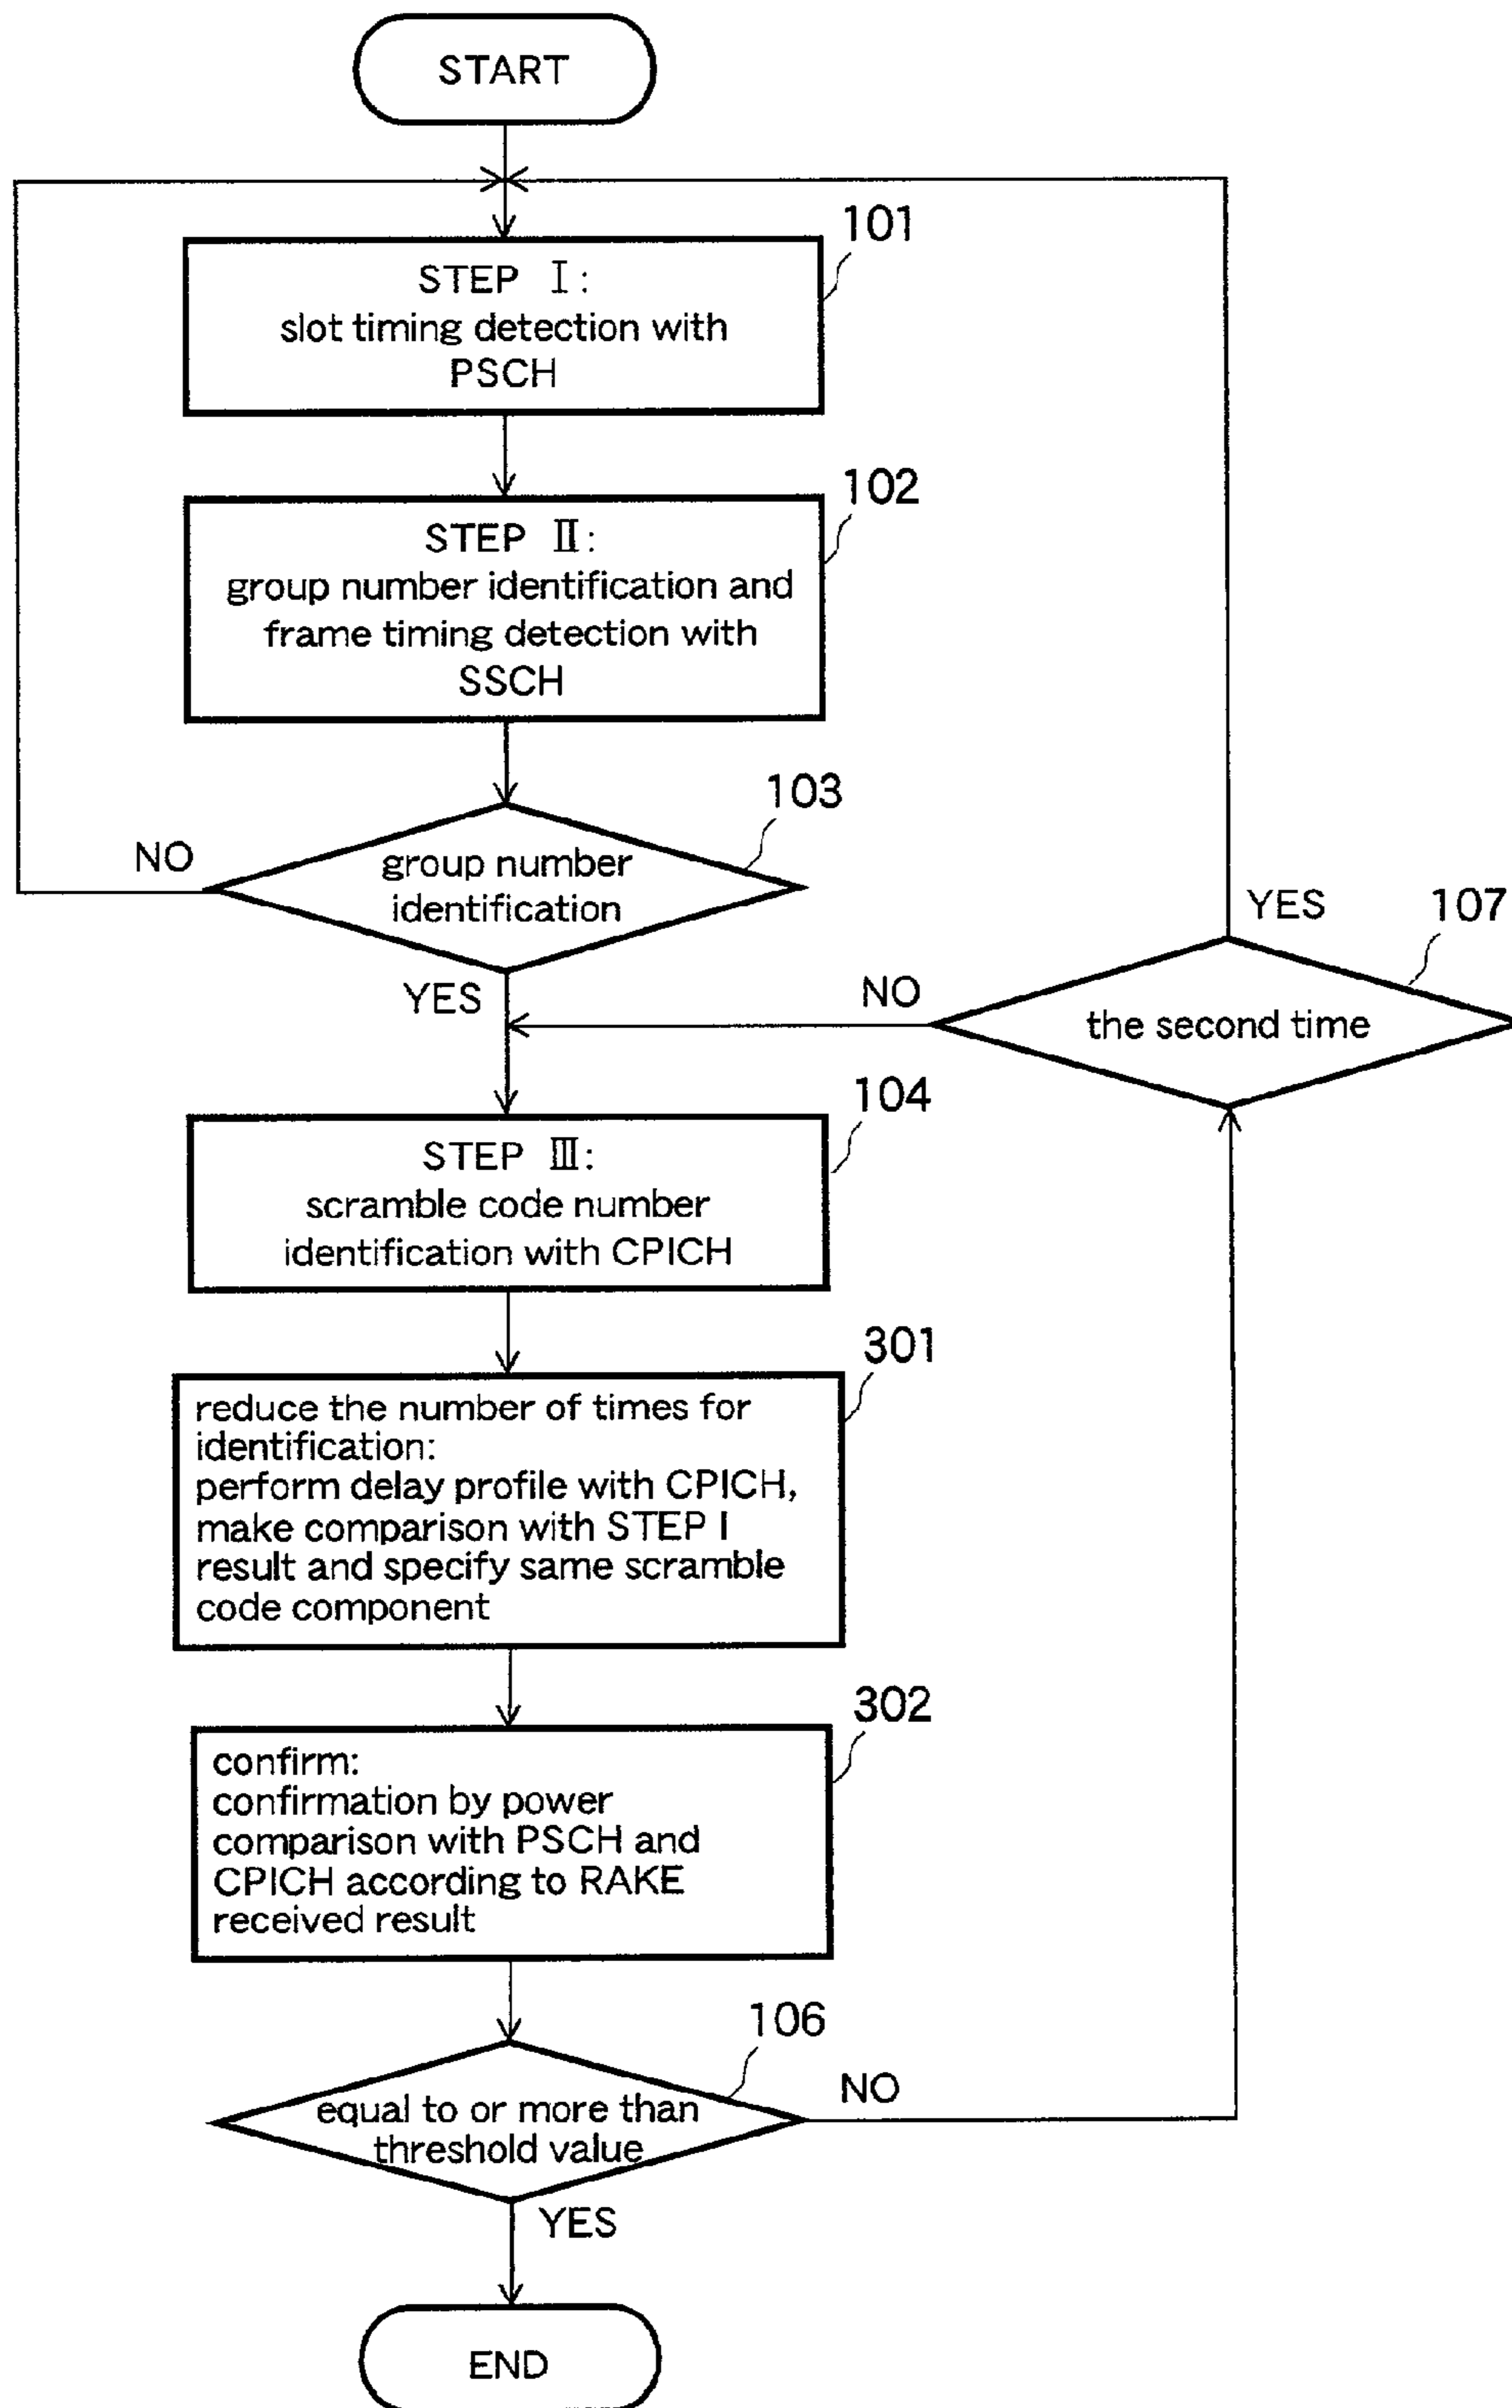 START
101
STEP I:
slot timing detection with
PSCH
102
STEP II:
group number identification and
frame timing detection with
SSCH
103
NO
group number
identification
YES
YES
107
NO
the second time
104
STEP III:
scramble code number
identification with CPICH
301
reduce the number of times for
identification:
perform delay profile with CPICH,
make comparison with STEP I
result and specify same scramble
code component
302
confirm:
confirmation by power
comparison with PSCH and
CPICH according to RAKE
received result
106
NO
equal to or more than
threshold value
YES
END